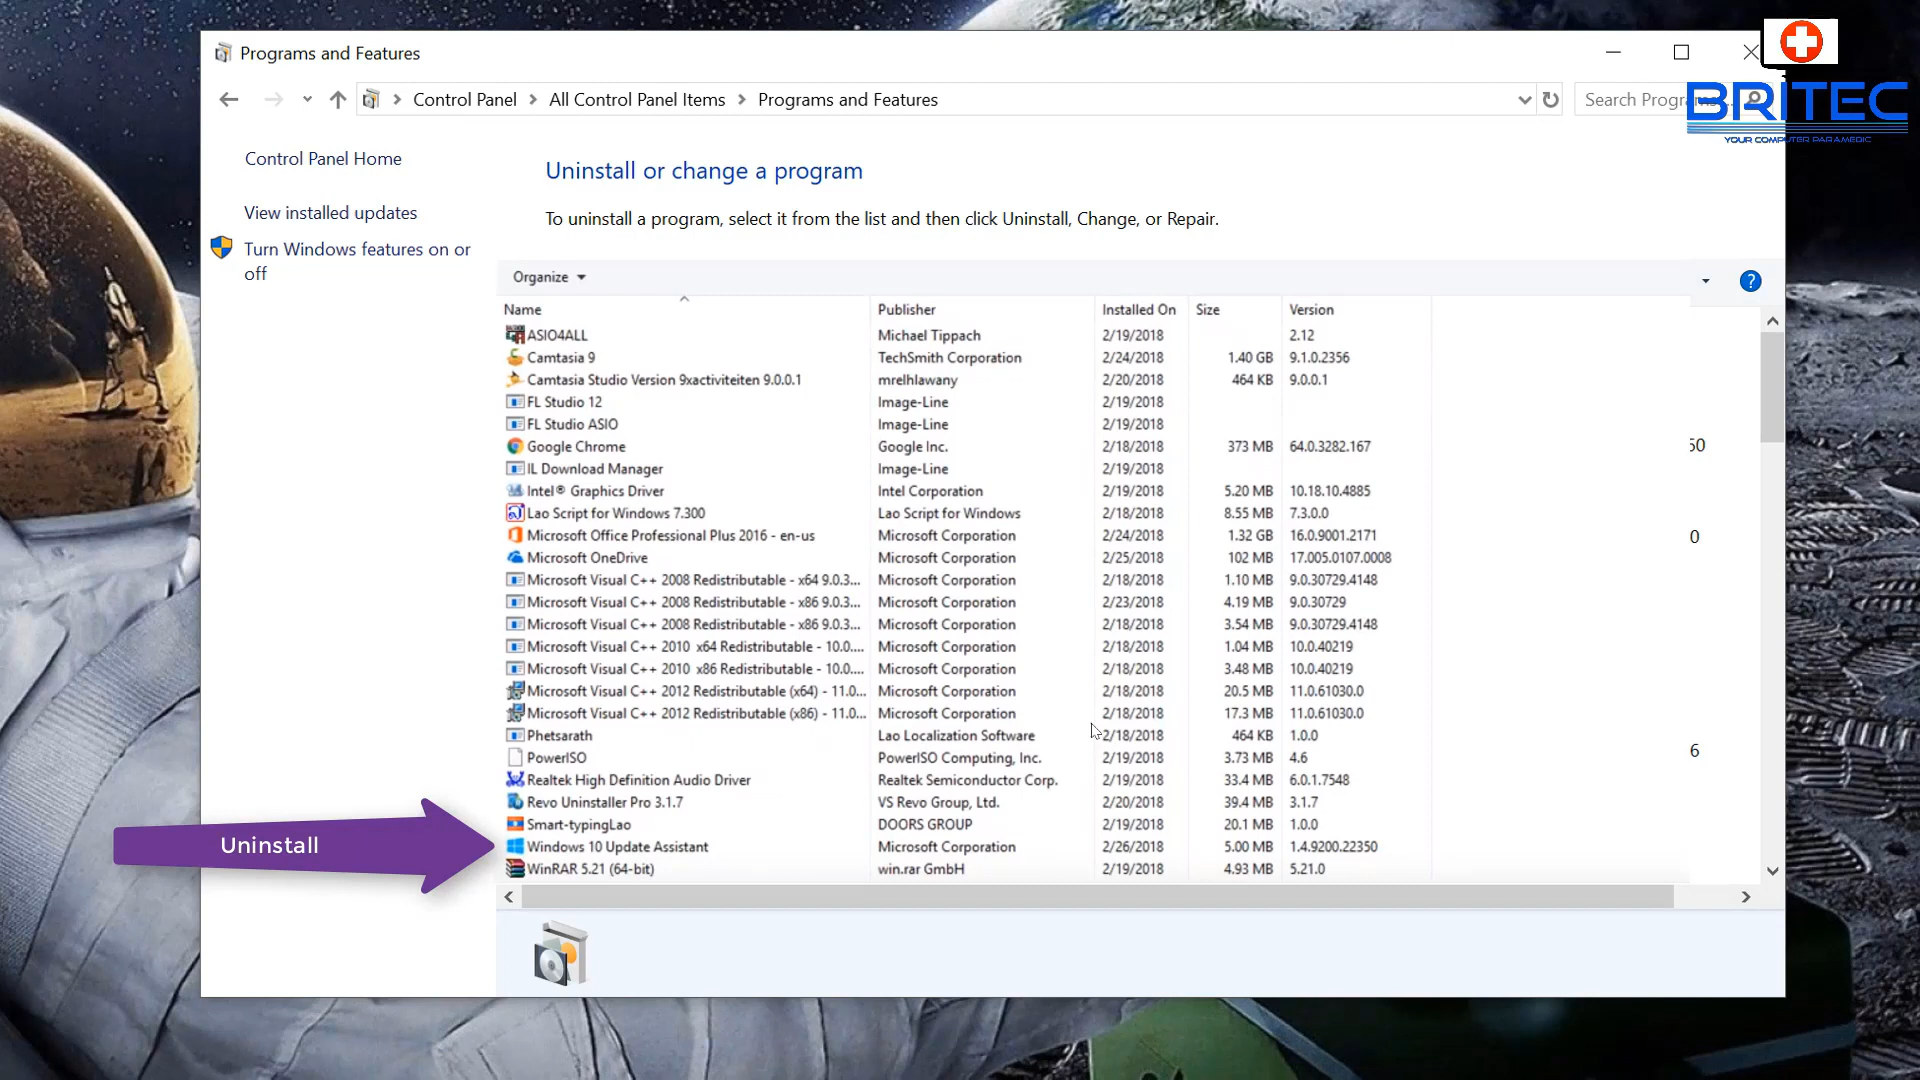 Programs and Features
Control Panel
All Control Panel Items
Programs and Features
Search Progra
BRITEC
YOUR COMPUTER PARAMEDIC
Control Panel Home
View installed updates
Turn Windows features on or
off
Uninstall or change a program
To uninstall a program, select it from the list and then click Uninstall, Change, or Repair.
Organize
?
Name Publisher Installed On Size Version
ASIO4ALL Michael Tippach 2/19/2018 2.12
Camtasia 9 TechSmith Corporation 2/24/2018 1.40 GB 9.1.0.2356
Camtasia Studio Version 9xactiviteiten 9.0.0.1 mrelhlawany 2/20/2018 464 KB 9.0.0.1
FL Studio 12 Image-Line 2/19/2018
FL Studio ASIO Image-Line 2/19/2018
Google Chrome Google Inc. 2/18/2018 373 MB 64.0.3282.167
50
IL Download Manager Image-Line 2/19/2018
Intel® Graphics Driver Intel Corporation 2/19/2018 5.20 MB 10.18.10.4885
Lao Script for Windows 7.300 Lao Script for Windows 2/18/2018 8.55 MB 7.3.0.0
Microsoft Office Professional Plus 2016 - en-us Microsoft Corporation 2/24/2018 1.32 GB 16.0.9001.2171
0
Microsoft OneDrive Microsoft Corporation 2/25/2018 102 MB 17.005.0107.0008
Microsoft Visual C++ 2008 Redistributable - x64 9.0.3... Microsoft Corporation 2/18/2018 1.10 MB 9.0.30729.4148
Microsoft Visual C++ 2008 Redistributable - x86 9.0.3... Microsoft Corporation 2/23/2018 4.19 MB 9.0.30729
Microsoft Visual C++ 2008 Redistributable - x86 9.0.3... Microsoft Corporation 2/18/2018 3.54 MB 9.0.30729.4148
Microsoft Visual C++ 2010 x64 Redistributable - 10.0.... Microsoft Corporation 2/18/2018 1.04 MB 10.0.40219
Microsoft Visual C++ 2010 x86 Redistributable - 10.0.... Microsoft Corporation 2/18/2018 3.48 MB 10.0.40219
Microsoft Visual C++ 2012 Redistributable (x64) - 11.0... Microsoft Corporation 2/18/2018 20.5 MB 11.0.61030.0
Microsoft Visual C++ 2012 Redistributable (x86) - 11.0... Microsoft Corporation 2/18/2018 17.3 MB 11.0.61030.0
Phetsarath Lao Localization Software 2/18/2018 464 KB 1.0.0
6
PowerISO PowerISO Computing, Inc. 2/19/2018 3.73 MB 4.6
Realtek High Definition Audio Driver Realtek Semiconductor Corp. 2/19/2018 33.4 MB 6.0.1.7548
Revo Uninstaller Pro 3.1.7 VS Revo Group, Ltd. 2/20/2018 39.4 MB 3.1.7
Smart-typingLao DOORS GROUP 2/19/2018 20.1 MB 1.0.0
Uninstall
Windows 10 Update Assistant Microsoft Corporation 2/26/2018 5.00 MB 1.4.9200.22350
WinRAR 5.21 (64-bit) win.rar GmbH 2/19/2018 4.93 MB 5.21.0